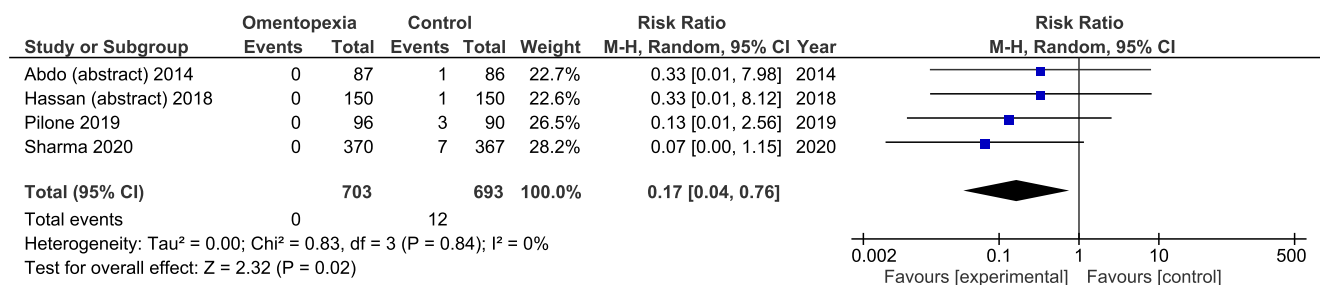 Omentopexia Control Risk Ratio Risk Ratio
Study or Subgroup Events Total Events Total Weight M-H, Random, 95% CI Year M-H, Random, 95% CI
Abdo (abstract) 2014 0 87 1 86 22.7% 0.33 [0.01, 7.98] 2014
Hassan (abstract) 2018 0 150 1 150 22.6% 0.33 [0.01, 8.12] 2018
Pilone 2019 0 96 3 90 26.5% 0.13 [0.01, 2.56] 2019
Sharma 2020 0 370 7 367 28.2% 0.07 [0.00, 1.15] 2020
Total (95% CI) 703 693 100.0% 0.17 [0.04, 0.76]
Total events 0 12
Heterogeneity: Tau² = 0.00; Chi² = 0.83, df = 3 (P = 0.84); I² = 0%
Test for overall effect: Z = 2.32 (P = 0.02)
0.002 0.1 1 10 500
Favours [experimental] Favours [control]